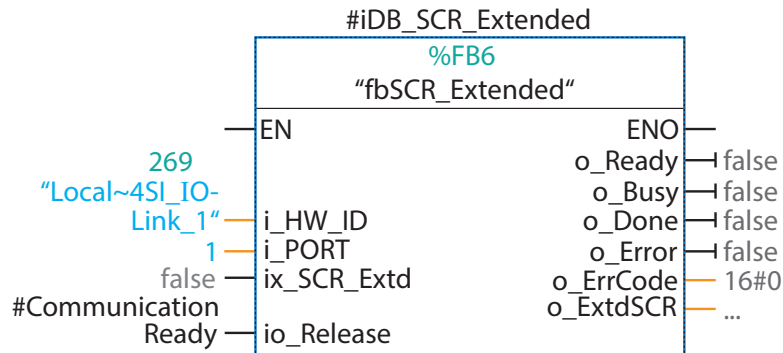 #iDB_SCR_Extended
%FB6
“fbSCR_Extended“
EN ENO
269 o_Ready false
“Local~4SI_IO- o_Busy false
Link_1“ i_HW_ID o_Done false
1 i_PORT o_Error false
false ix_SCR_Extd o_ErrCode 16#0
#Communication o_ExtdSCR ...
Ready io_Release